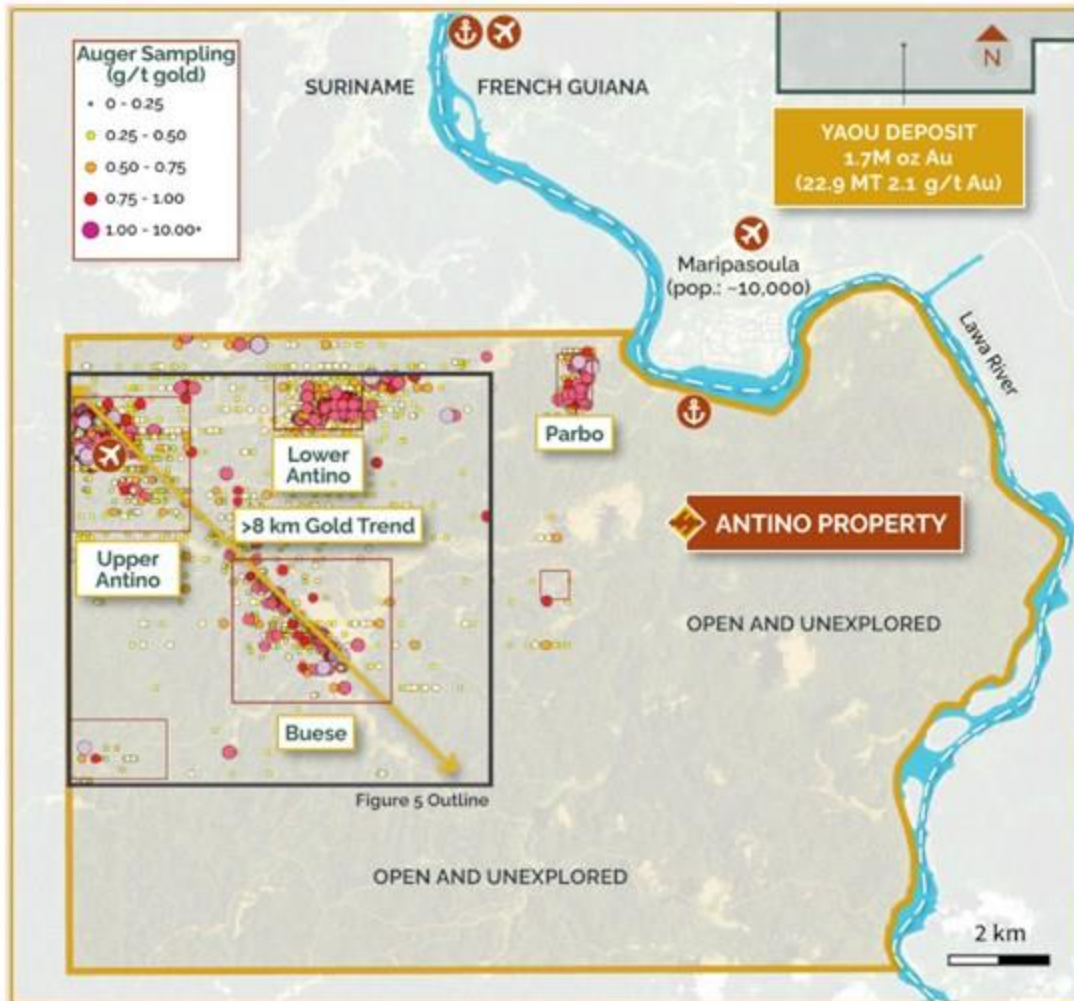 Auger Sampling
(g/t gold)
0 - 0.25
0.25 - 0.50
0.50 - 0.75
0.75 - 1.00
1.00 - 10.00+
SURINAME
FRENCH GUIANA
N
YAOU DEPOSIT
1.7M oz Au
(22.9 MT 2.1 g/t Au)
Maripasoula
(pop.: ~10,000)
Lawa River
Parbo
Lower
Antino
>8 km Gold Trend
Upper
Antino
ANTINO PROPERTY
OPEN AND UNEXPLORED
Buese
Figure 5 Outline
OPEN AND UNEXPLORED
2 km